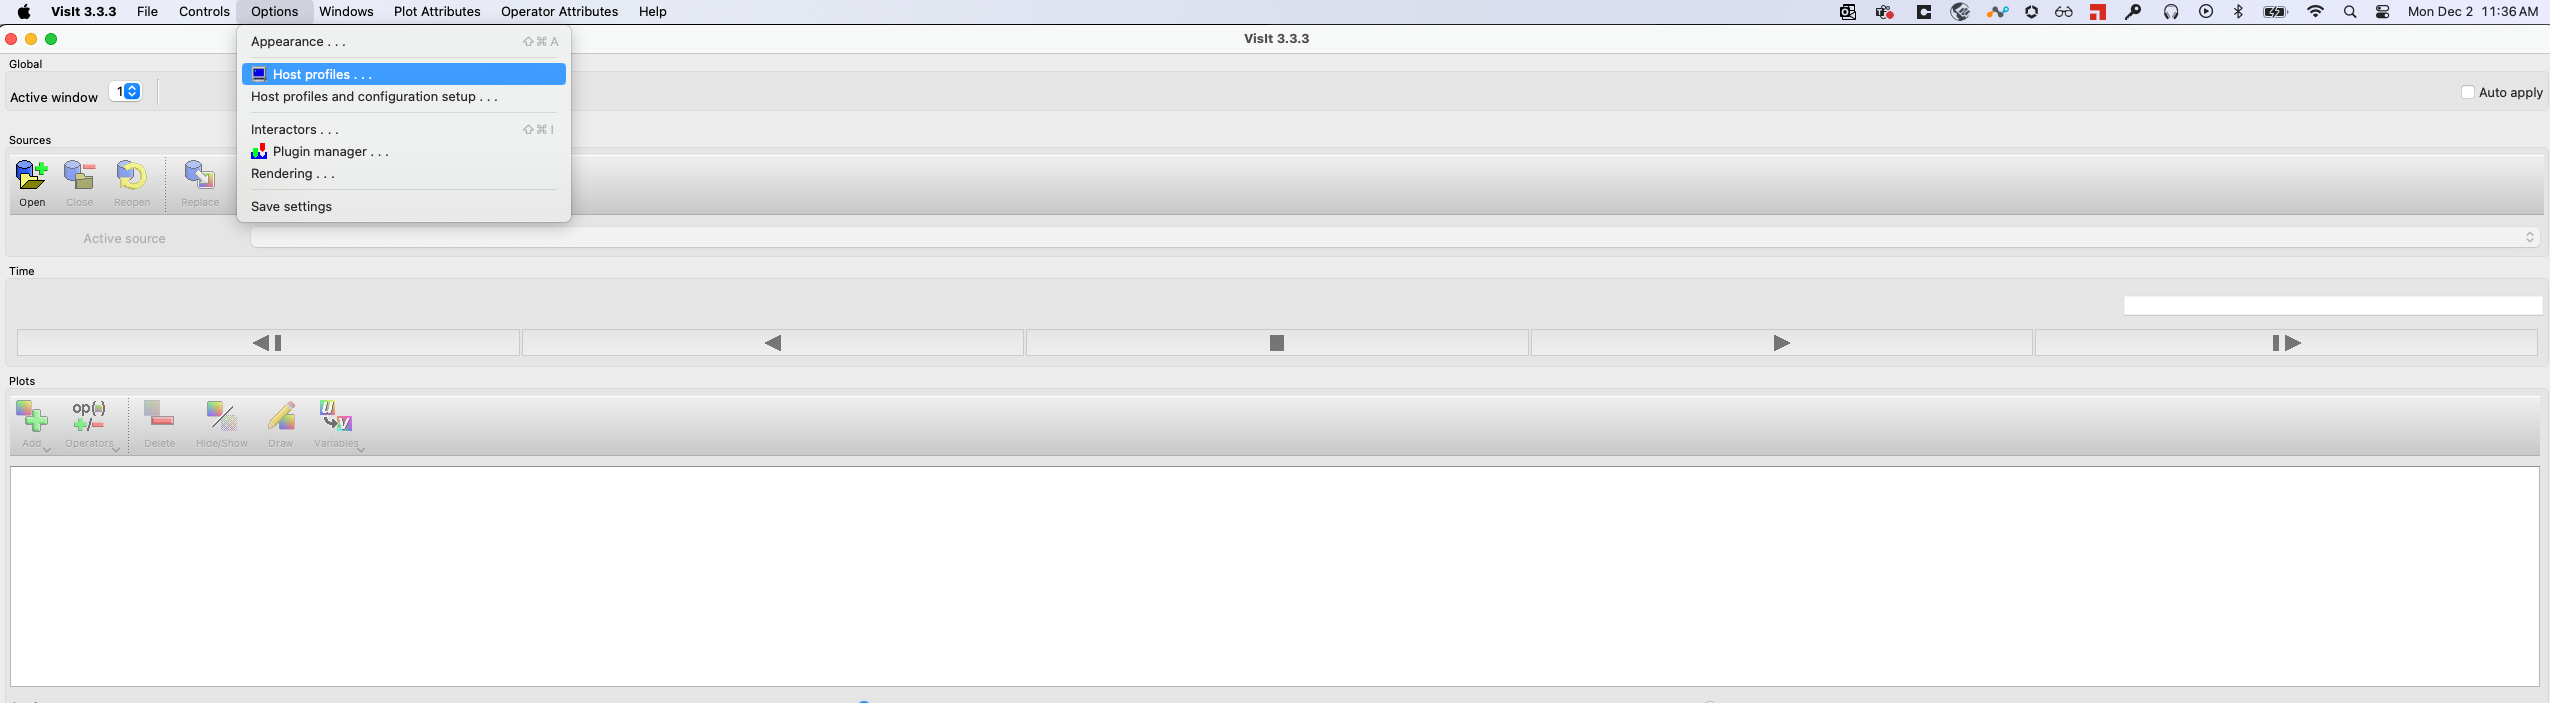 VisIt 3.3.3 File Controls Options Windows Plot Attributes Operator Attributes Help Mon Dec 2 11:36 AM
VisIt 3.3.3
Appearance . . . ⇧⌘A
Host profiles . . .
Host profiles and configuration setup . . .
Interactors . . . ⇧⌘I
Plugin manager . . .
Rendering . . .
Save settings
Global
Active window 1 Auto apply
Sources
Open Close Reopen Replace
Active source
Time
Plots
op( )
+/-
u
v
Add Operators Delete Hide/Show Draw Variables